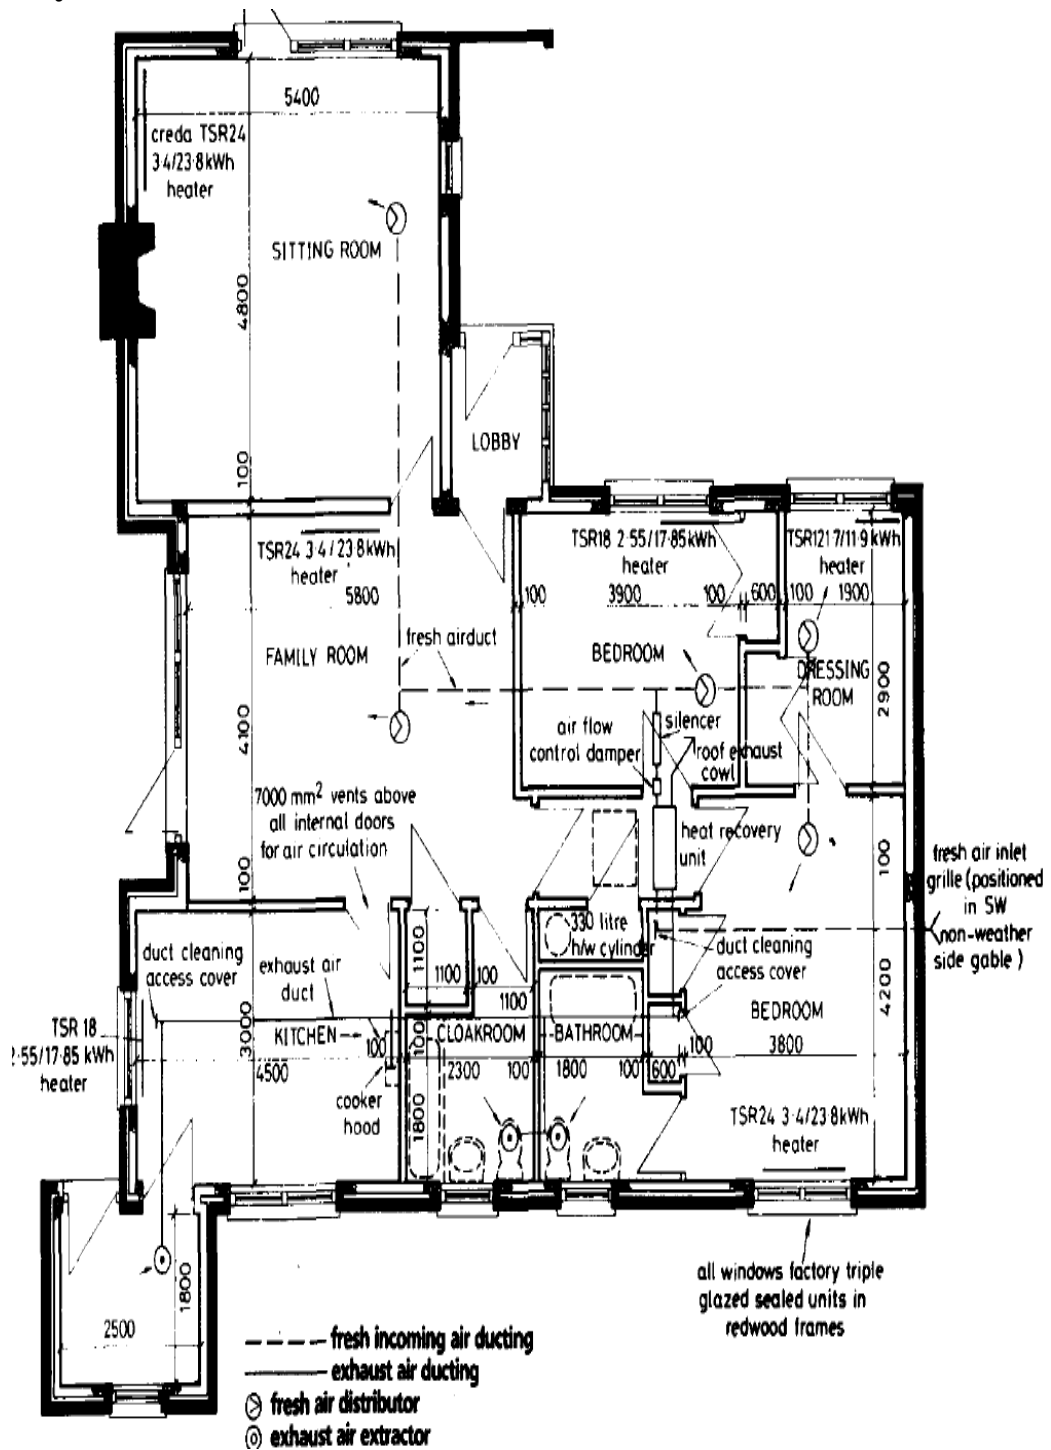 5400
creda TSR24
3·4/23·8kWh
heater
SITTING ROOM
4800
LOBBY
100
TSR24 3·4/23·8kWh
heater
5800
TSR18 2·55/17·85kWh
heater
TSR12 1·7/11·9kWh
heater
100
3900
100
600
100
1900
fresh airduct
FAMILY ROOM
BEDROOM
DRESSING
ROOM
2900
silencer
air flow
control damper
roof exhaust
cowl
4100
7000 mm² vents above
all internal doors
for air circulation
heat recovery
unit
100
100
fresh air inlet
grille (positioned
in SW
non-weather
side gable)
330 litre
h/w cylinder
duct cleaning
access cover
exhaust air
duct
1100
1100
100
1100
duct cleaning
access cover
4200
TSR 18
2·55/17·85 kWh
heater
3000
KITCHEN
100
CLOAKROOM
BATHROOM
BEDROOM
4500
100
2300
100
1800
100
600
100
3800
cooker
hood
1800
TSR24 3·4/23·8kWh
heater
1800
2500
all windows factory triple
glazed sealed units in
redwood frames
fresh incoming air ducting
exhaust air ducting
fresh air distributor
exhaust air extractor